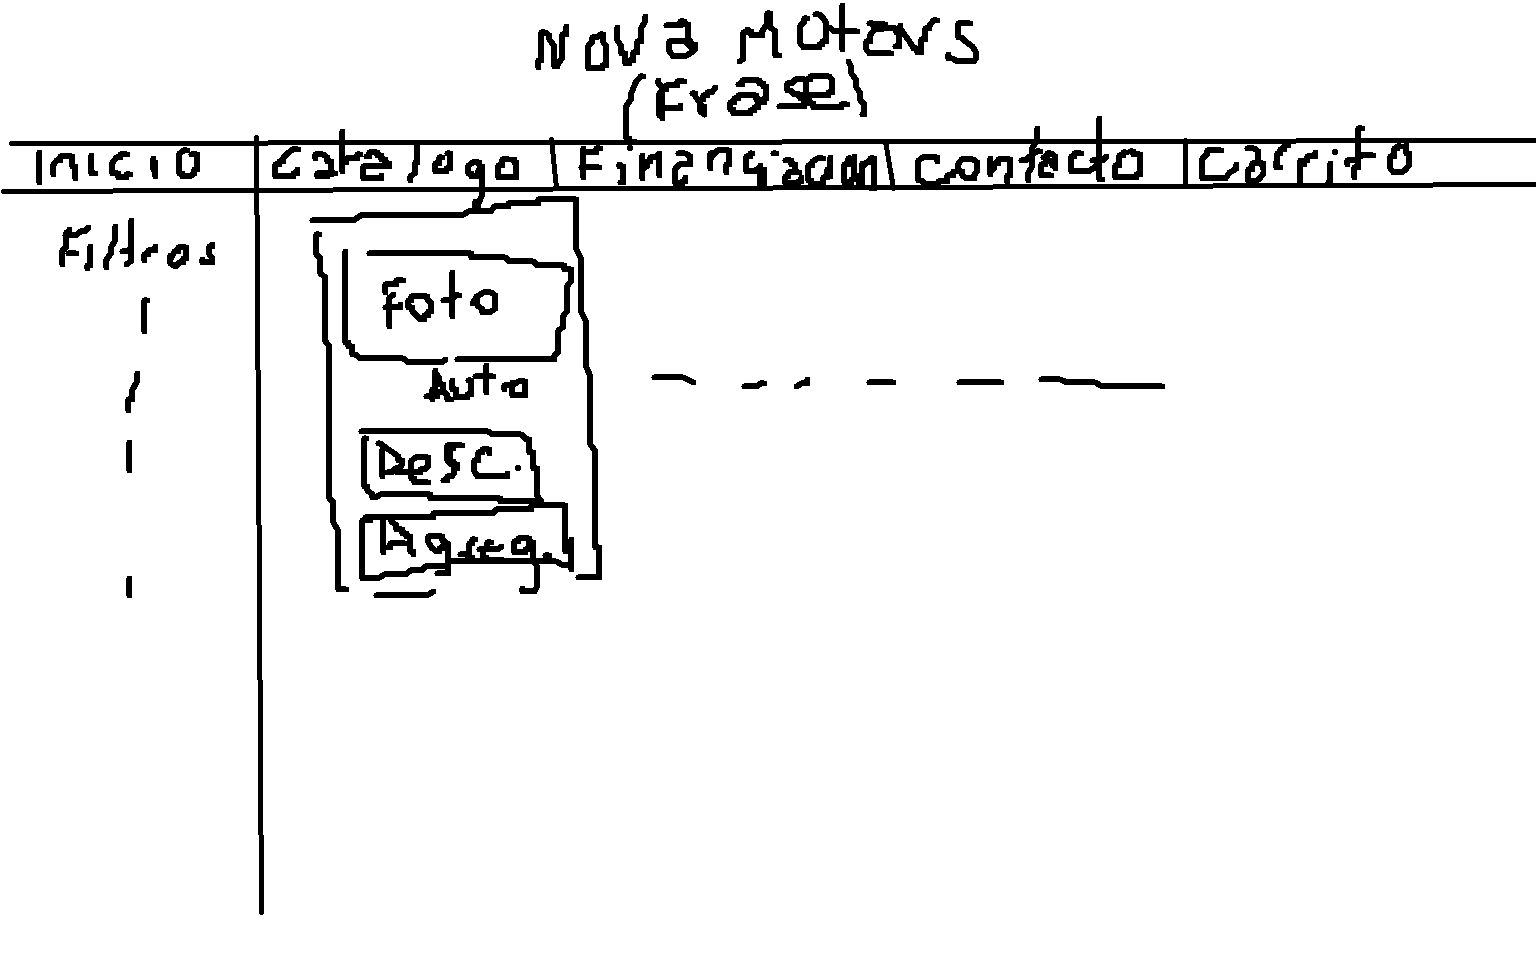 Nova Motors
(Frase)
Inicio Catalogo Financiacion Contacto Carrito
Filtros
Foto
Auto
Desc.
Agreg.